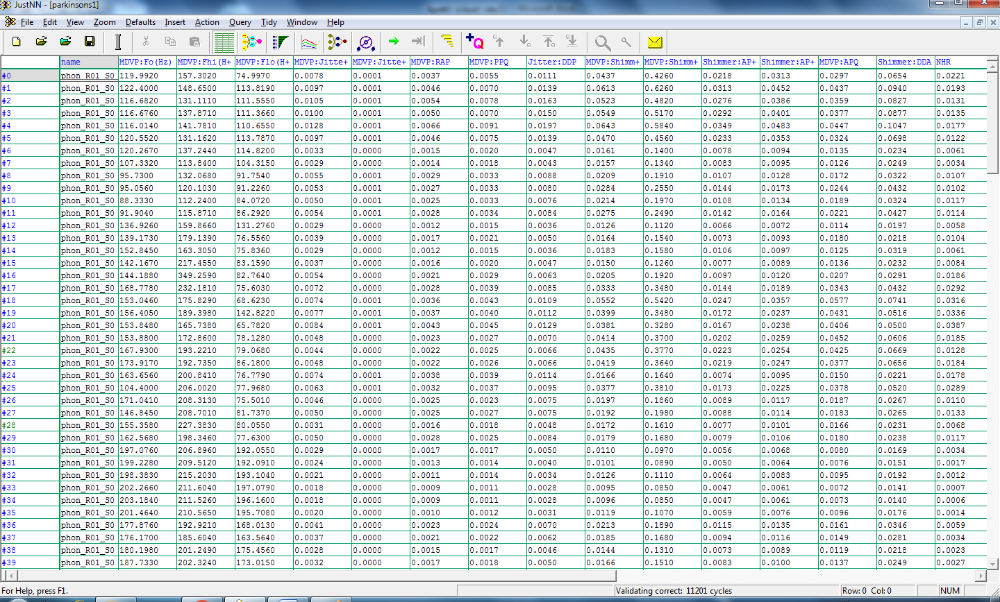 JustNN - [parkinsons1]
File Edit View Zoom Defaults Insert Action Query Tidy Window Help
name MDVP:Fo(Hz) MDVP:Fhi(H+ MDVP:Flo(H+ MDVP:Jitte+ MDVP:Jitte+ MDVP:RAP MDVP:PPQ Jitter:DDP MDVP:Shimm+ MDVP:Shimm+ Shimmer:AP+ Shimmer:AP+ MDVP:APQ Shimmer:DDA NHR
#0 phon_R01_S0 119.9920 157.3020 74.9970 0.0078 0.0001 0.0037 0.0055 0.0111 0.0437 0.4260 0.0218 0.0313 0.0297 0.0654 0.0221
#1 phon_R01_S0 122.4000 148.6500 113.8190 0.0097 0.0001 0.0046 0.0070 0.0139 0.0613 0.6260 0.0313 0.0452 0.0437 0.0940 0.0193
#2 phon_R01_S0 116.6820 131.1110 111.5550 0.0105 0.0001 0.0054 0.0078 0.0163 0.0523 0.4820 0.0276 0.0386 0.0359 0.0827 0.0131
#3 phon_R01_S0 116.6760 137.8710 111.3660 0.0100 0.0001 0.0050 0.0070 0.0150 0.0549 0.5170 0.0292 0.0401 0.0377 0.0877 0.0135
#4 phon_R01_S0 116.0140 141.7810 110.6550 0.0128 0.0001 0.0066 0.0091 0.0197 0.0643 0.5840 0.0349 0.0483 0.0447 0.1047 0.0177
#5 phon_R01_S0 120.5520 131.1620 113.7870 0.0097 0.0001 0.0046 0.0075 0.0139 0.0470 0.4560 0.0233 0.0353 0.0324 0.0698 0.0122
#6 phon_R01_S0 120.2670 137.2440 114.8200 0.0033 0.0000 0.0015 0.0020 0.0047 0.0161 0.1400 0.0078 0.0094 0.0135 0.0234 0.0061
#7 phon_R01_S0 107.3320 113.8400 104.3150 0.0029 0.0000 0.0014 0.0018 0.0043 0.0157 0.1340 0.0083 0.0095 0.0126 0.0249 0.0034
#8 phon_R01_S0 95.7300 132.0680 91.7540 0.0055 0.0001 0.0029 0.0033 0.0088 0.0209 0.1910 0.0107 0.0128 0.0172 0.0322 0.0107
#9 phon_R01_S0 95.0560 120.1030 91.2260 0.0053 0.0001 0.0027 0.0033 0.0080 0.0284 0.2550 0.0144 0.0173 0.0244 0.0432 0.0102
#10 phon_R01_S0 88.3330 112.2400 84.0720 0.0050 0.0001 0.0025 0.0033 0.0076 0.0214 0.1970 0.0108 0.0134 0.0189 0.0324 0.0117
#11 phon_R01_S0 91.9040 115.8710 86.2920 0.0054 0.0001 0.0028 0.0034 0.0084 0.0275 0.2490 0.0142 0.0164 0.0221 0.0427 0.0114
#12 phon_R01_S0 136.9260 159.8660 131.2760 0.0029 0.0000 0.0012 0.0015 0.0036 0.0126 0.1120 0.0066 0.0072 0.0114 0.0197 0.0058
#13 phon_R01_S0 139.1730 179.1390 76.5560 0.0039 0.0000 0.0017 0.0021 0.0050 0.0164 0.1540 0.0073 0.0093 0.0180 0.0218 0.0104
#14 phon_R01_S0 152.8450 163.3050 75.8360 0.0029 0.0000 0.0012 0.0015 0.0036 0.0183 0.1580 0.0106 0.0097 0.0125 0.0319 0.0061
#15 phon_R01_S0 142.1670 217.4550 83.1590 0.0037 0.0000 0.0016 0.0020 0.0047 0.0150 0.1260 0.0077 0.0089 0.0136 0.0232 0.0084
#16 phon_R01_S0 144.1880 349.2590 82.7640 0.0054 0.0000 0.0021 0.0029 0.0063 0.0205 0.1920 0.0097 0.0120 0.0207 0.0291 0.0186
#17 phon_R01_S0 168.7780 232.1810 75.6030 0.0072 0.0000 0.0028 0.0039 0.0085 0.0333 0.3480 0.0144 0.0189 0.0343 0.0432 0.0292
#18 phon_R01_S0 153.0460 175.8290 68.6230 0.0074 0.0001 0.0036 0.0043 0.0109 0.0552 0.5420 0.0247 0.0357 0.0577 0.0741 0.0316
#19 phon_R01_S0 156.4050 189.3980 142.8220 0.0077 0.0001 0.0037 0.0040 0.0112 0.0399 0.3480 0.0172 0.0237 0.0431 0.0516 0.0336
#20 phon_R01_S0 153.8480 165.7380 65.7820 0.0084 0.0001 0.0043 0.0045 0.0129 0.0381 0.3280 0.0167 0.0238 0.0406 0.0500 0.0387
#21 phon_R01_S0 153.8800 172.8600 78.1280 0.0048 0.0000 0.0023 0.0027 0.0070 0.0414 0.3700 0.0202 0.0259 0.0452 0.0606 0.0185
#22 phon_R01_S0 167.9300 193.2210 79.0680 0.0044 0.0000 0.0022 0.0025 0.0066 0.0435 0.3770 0.0223 0.0254 0.0425 0.0669 0.0128
#23 phon_R01_S0 173.9170 192.7350 86.1800 0.0048 0.0000 0.0022 0.0026 0.0066 0.0419 0.3640 0.0219 0.0247 0.0377 0.0656 0.0184
#24 phon_R01_S0 163.6560 200.8410 76.7790 0.0074 0.0001 0.0038 0.0039 0.0114 0.0166 0.1640 0.0074 0.0095 0.0150 0.0221 0.0178
#25 phon_R01_S0 104.4000 206.0020 77.9680 0.0063 0.0001 0.0032 0.0037 0.0095 0.0377 0.3810 0.0173 0.0225 0.0378 0.0520 0.0289
#26 phon_R01_S0 171.0410 208.3130 75.5010 0.0046 0.0000 0.0025 0.0023 0.0075 0.0197 0.1860 0.0089 0.0117 0.0187 0.0267 0.0110
#27 phon_R01_S0 146.8450 208.7010 81.7370 0.0050 0.0000 0.0025 0.0027 0.0075 0.0192 0.1980 0.0088 0.0114 0.0183 0.0265 0.0133
#28 phon_R01_S0 155.3580 227.3830 80.0550 0.0031 0.0000 0.0016 0.0018 0.0048 0.0172 0.1610 0.0077 0.0101 0.0166 0.0231 0.0068
#29 phon_R01_S0 162.5680 198.3460 77.6300 0.0050 0.0000 0.0028 0.0025 0.0084 0.0179 0.1680 0.0079 0.0106 0.0180 0.0238 0.0117
#30 phon_R01_S0 197.0760 206.8960 192.0550 0.0029 0.0000 0.0017 0.0017 0.0050 0.0110 0.0970 0.0056 0.0068 0.0080 0.0169 0.0034
#31 phon_R01_S0 199.2280 209.5120 192.0910 0.0024 0.0000 0.0013 0.0014 0.0040 0.0101 0.0890 0.0050 0.0064 0.0076 0.0151 0.0017
#32 phon_R01_S0 198.3830 215.2030 193.1040 0.0021 0.0000 0.0011 0.0014 0.0034 0.0126 0.1110 0.0064 0.0083 0.0095 0.0192 0.0012
#33 phon_R01_S0 202.2660 211.6040 197.0790 0.0018 0.0000 0.0009 0.0011 0.0028 0.0095 0.0850 0.0047 0.0061 0.0072 0.0141 0.0007
#34 phon_R01_S0 203.1840 211.5260 196.1600 0.0018 0.0000 0.0009 0.0011 0.0028 0.0096 0.0850 0.0047 0.0061 0.0073 0.0140 0.0006
#35 phon_R01_S0 201.4640 210.5650 195.7080 0.0020 0.0000 0.0010 0.0012 0.0031 0.0119 0.1070 0.0059 0.0076 0.0096 0.0176 0.0014
#36 phon_R01_S0 177.8760 192.9210 168.0130 0.0041 0.0000 0.0023 0.0024 0.0070 0.0213 0.1890 0.0115 0.0135 0.0161 0.0346 0.0059
#37 phon_R01_S0 176.1700 185.6040 163.5640 0.0037 0.0000 0.0021 0.0022 0.0062 0.0185 0.1680 0.0094 0.0116 0.0149 0.0281 0.0034
#38 phon_R01_S0 180.1980 201.2490 175.4560 0.0028 0.0000 0.0015 0.0017 0.0046 0.0144 0.1310 0.0073 0.0089 0.0119 0.0218 0.0023
#39 phon_R01_S0 187.7330 202.3240 173.0150 0.0032 0.0000 0.0017 0.0018 0.0050 0.0166 0.1510 0.0083 0.0100 0.0137 0.0249 0.0027
For Help, press F1. Validating correct: 11201 cycles Row: 0 Col: 0 NUM